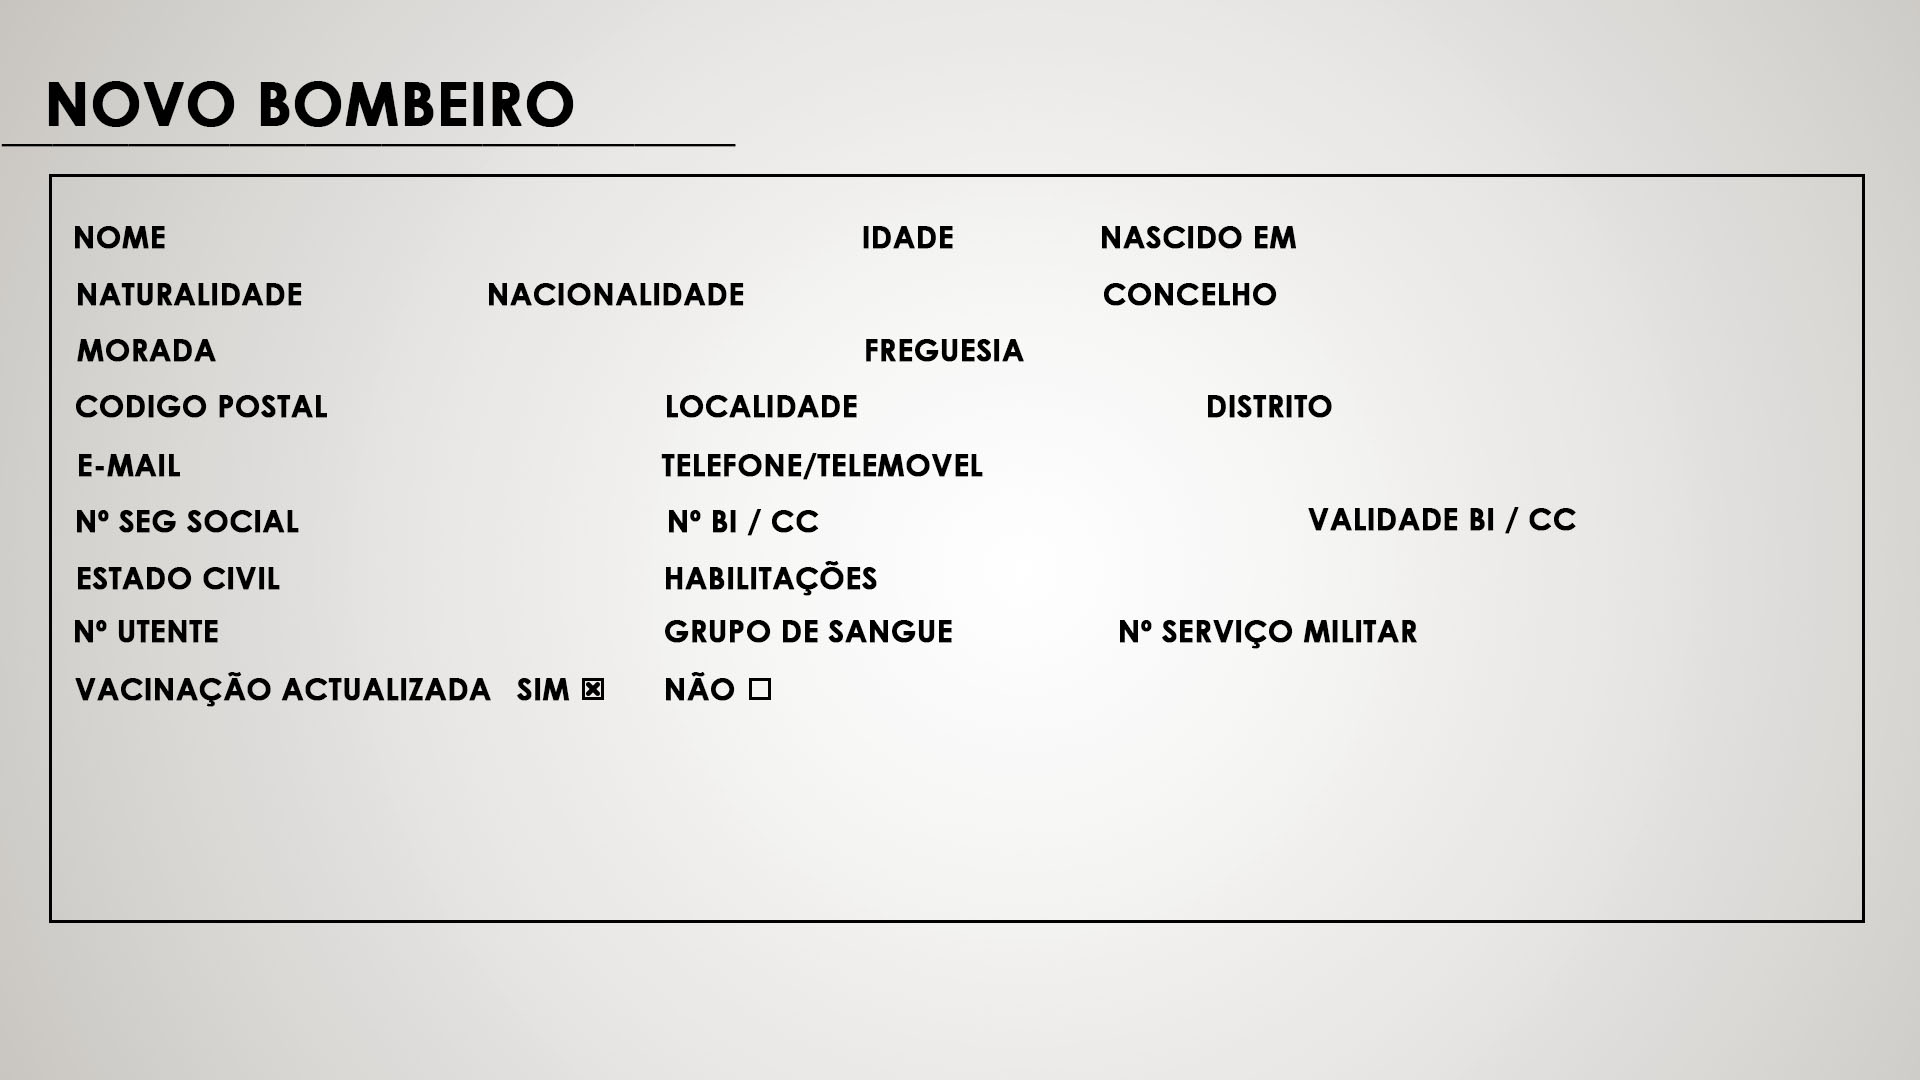 NOVO BOMBEIRO
NOME IDADE NASCIDO EM
NATURALIDADE NACIONALIDADE CONCELHO
MORADA FREGUESIA
CODIGO POSTAL LOCALIDADE DISTRITO
E-MAIL TELEFONE/TELEMOVEL
Nº SEG SOCIAL Nº BI / CC VALIDADE BI / CC
ESTADO CIVIL HABILITAÇÕES
Nº UTENTE GRUPO DE SANGUE Nº SERVIÇO MILITAR
VACINAÇÃO ACTUALIZADA SIM ☒ NÃO ☐